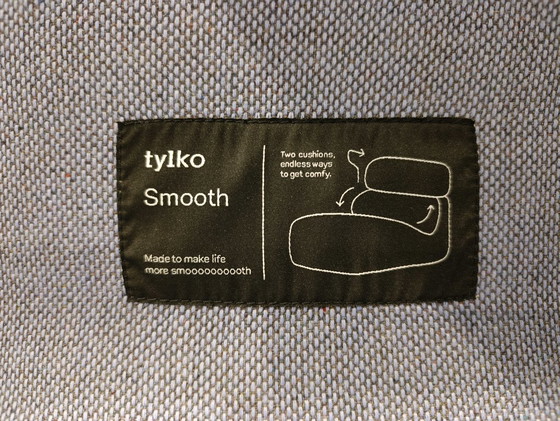 tylko
Smooth
Made to make life
more smooooooooooth
Two cushions,
endless ways
to get comfy.